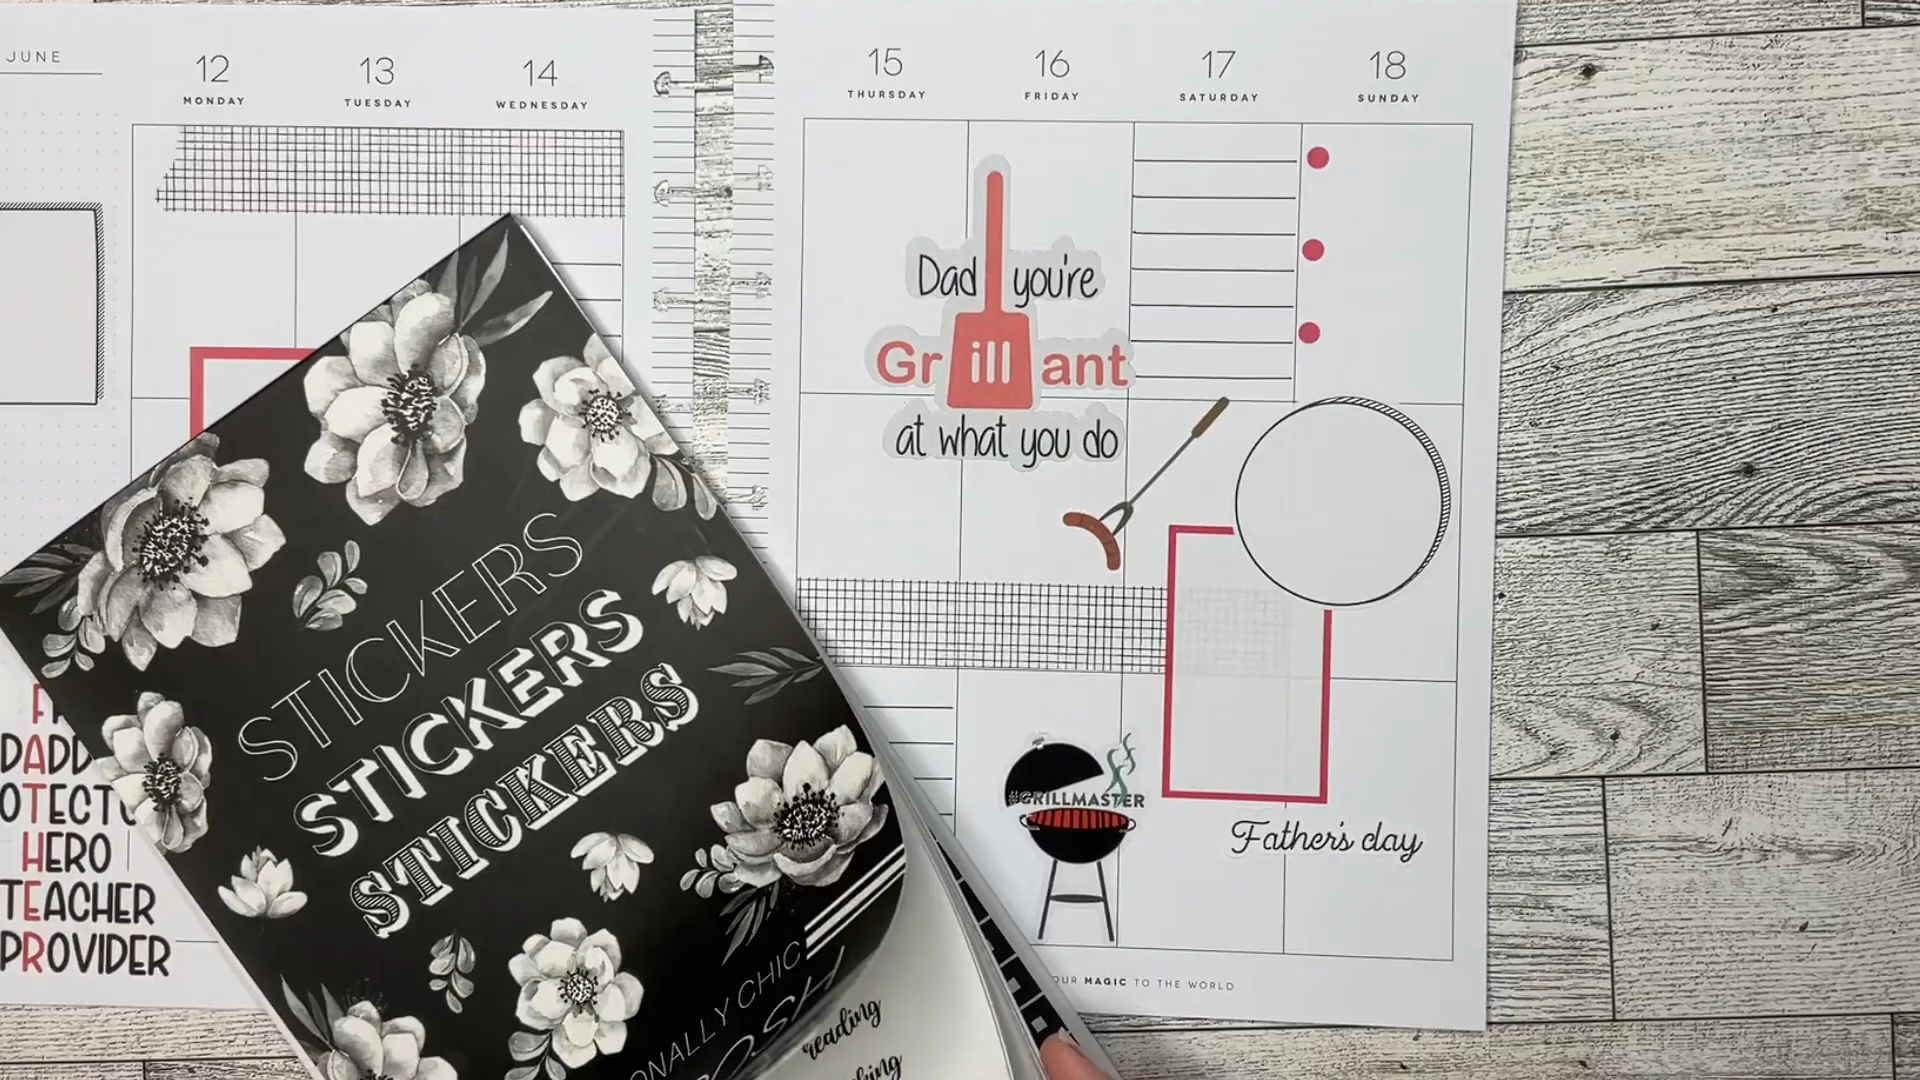 JUNE
12
MONDAY
13
TUESDAY
14
WEDNESDAY
15
THURSDAY
16
FRIDAY
17
SATURDAY
18
SUNDAY
Dad you're
Grillant
at what you do
#GRILLMASTER
Father's day
MAGIC TO THE WORLD
STICKERS
STICKERS
STICKERS
CHIC
reading
HERO
TEACHER
PROVIDER